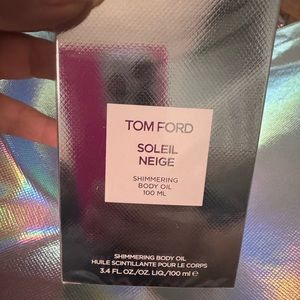 TOM FORD
SOLEIL
NEIGE
SHIMMERING
BODY OIL
100 ML
SHIMMERING BODY OIL
HUILE SCINTILLANTE POUR LE CORPS
3.4 FL. OZ./OZ. LIQ./100 ml ℮